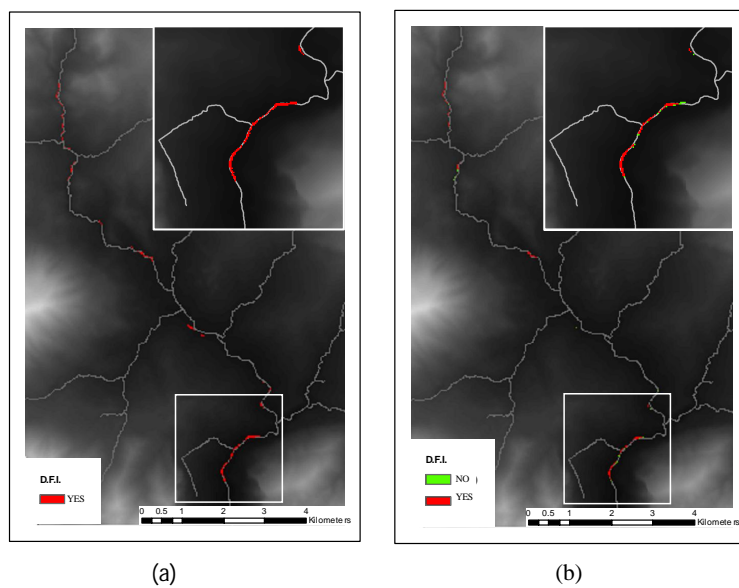 D.F.I.
YES
0 0.5 1 2 3 4
Kilometers
(a)
D.F.I.
NO )
YES
0 0.5 1 2 3 4
Kilometers
(b)